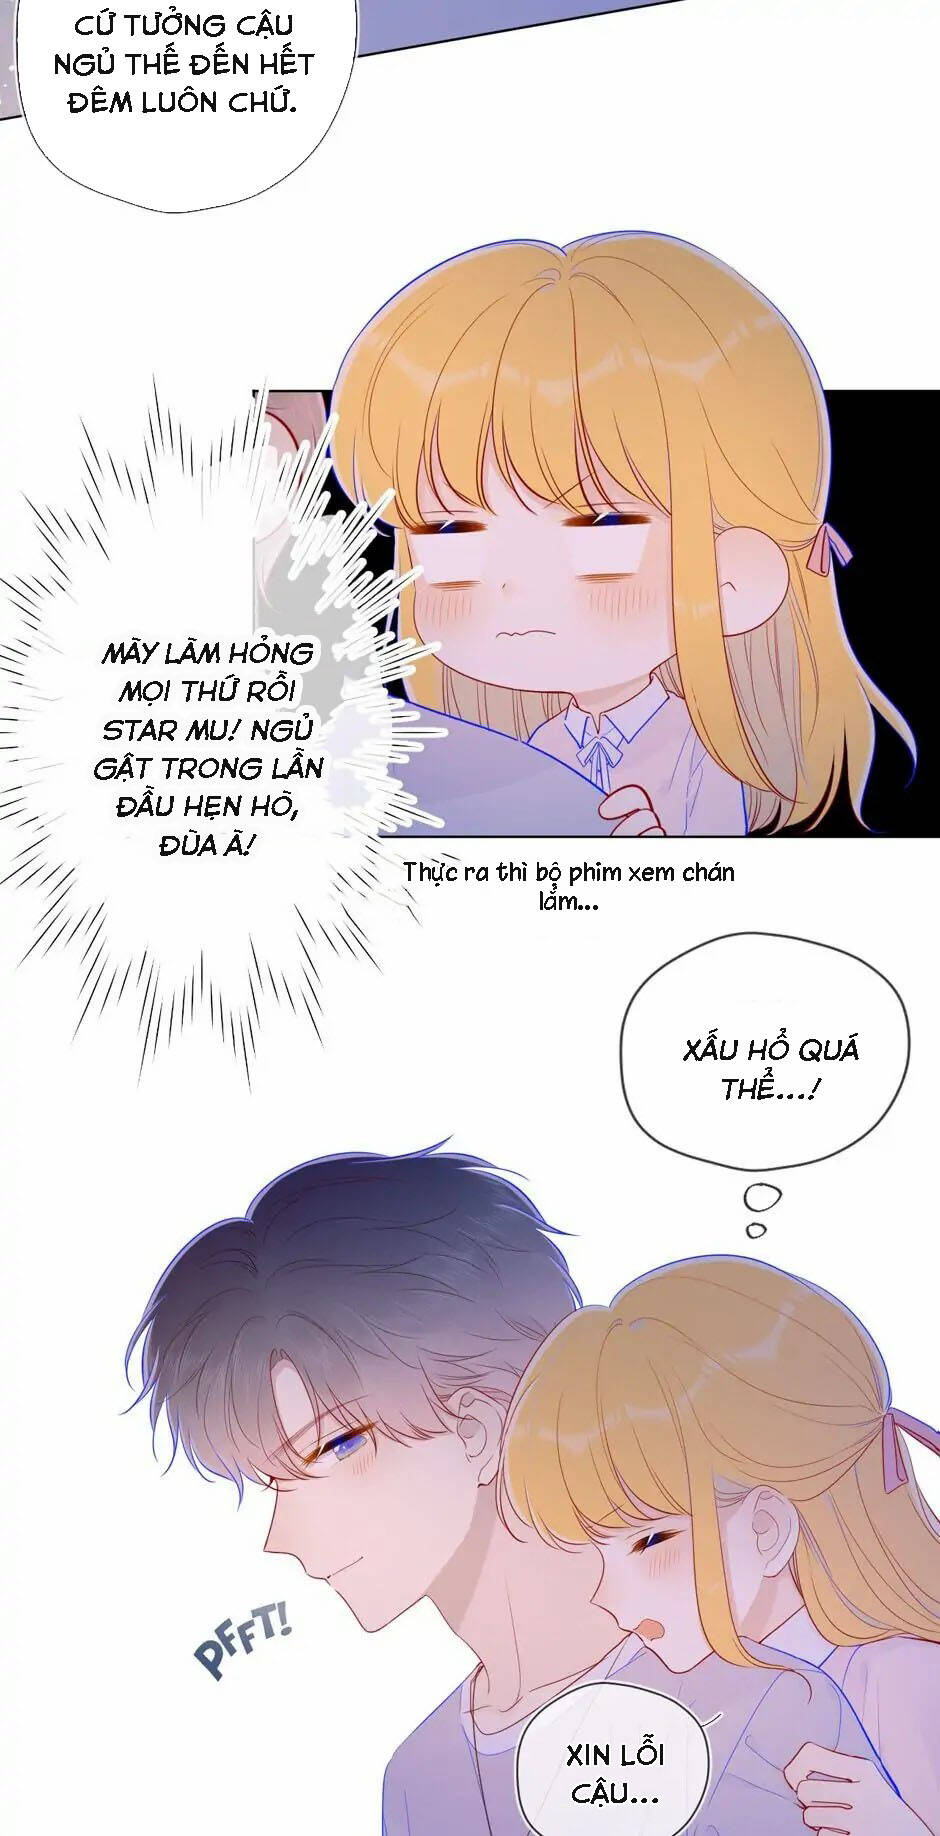 CỨ TƯỞNG CẬU
NGỦ THẾ ĐẾN HẾT
ĐÊM LUÔN CHỨ.
MÀY LÀM HỎNG
MỌI THỨ RỒI
STAR MU! NGỦ
GẬT TRONG LẦN
ĐẦU HẸN HÒ,
ĐÙA À!
Thực ra thì bộ phim xem chán
lắm...
XẤU HỔ QUÁ
THỂ...!
PFFT!
XIN LỖI
CẬU...